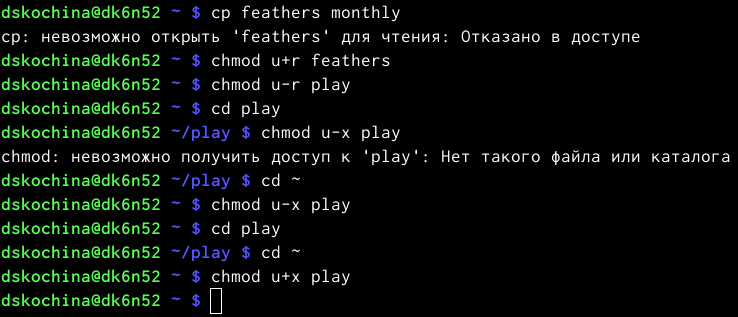 dskochina@dk6n52 ~ $ cp feathers monthly
cp: невозможно открыть 'feathers' для чтения: Отказано в доступе
dskochina@dk6n52 ~ $ chmod u+r feathers
dskochina@dk6n52 ~ $ chmod u-r play
dskochina@dk6n52 ~ $ cd play
dskochina@dk6n52 ~/play $ chmod u-x play
chmod: невозможно получить доступ к 'play': Нет такого файла или каталога
dskochina@dk6n52 ~/play $ cd ~
dskochina@dk6n52 ~ $ chmod u-x play
dskochina@dk6n52 ~ $ cd play
dskochina@dk6n52 ~/play $ cd ~
dskochina@dk6n52 ~ $ chmod u+x play
dskochina@dk6n52 ~ $